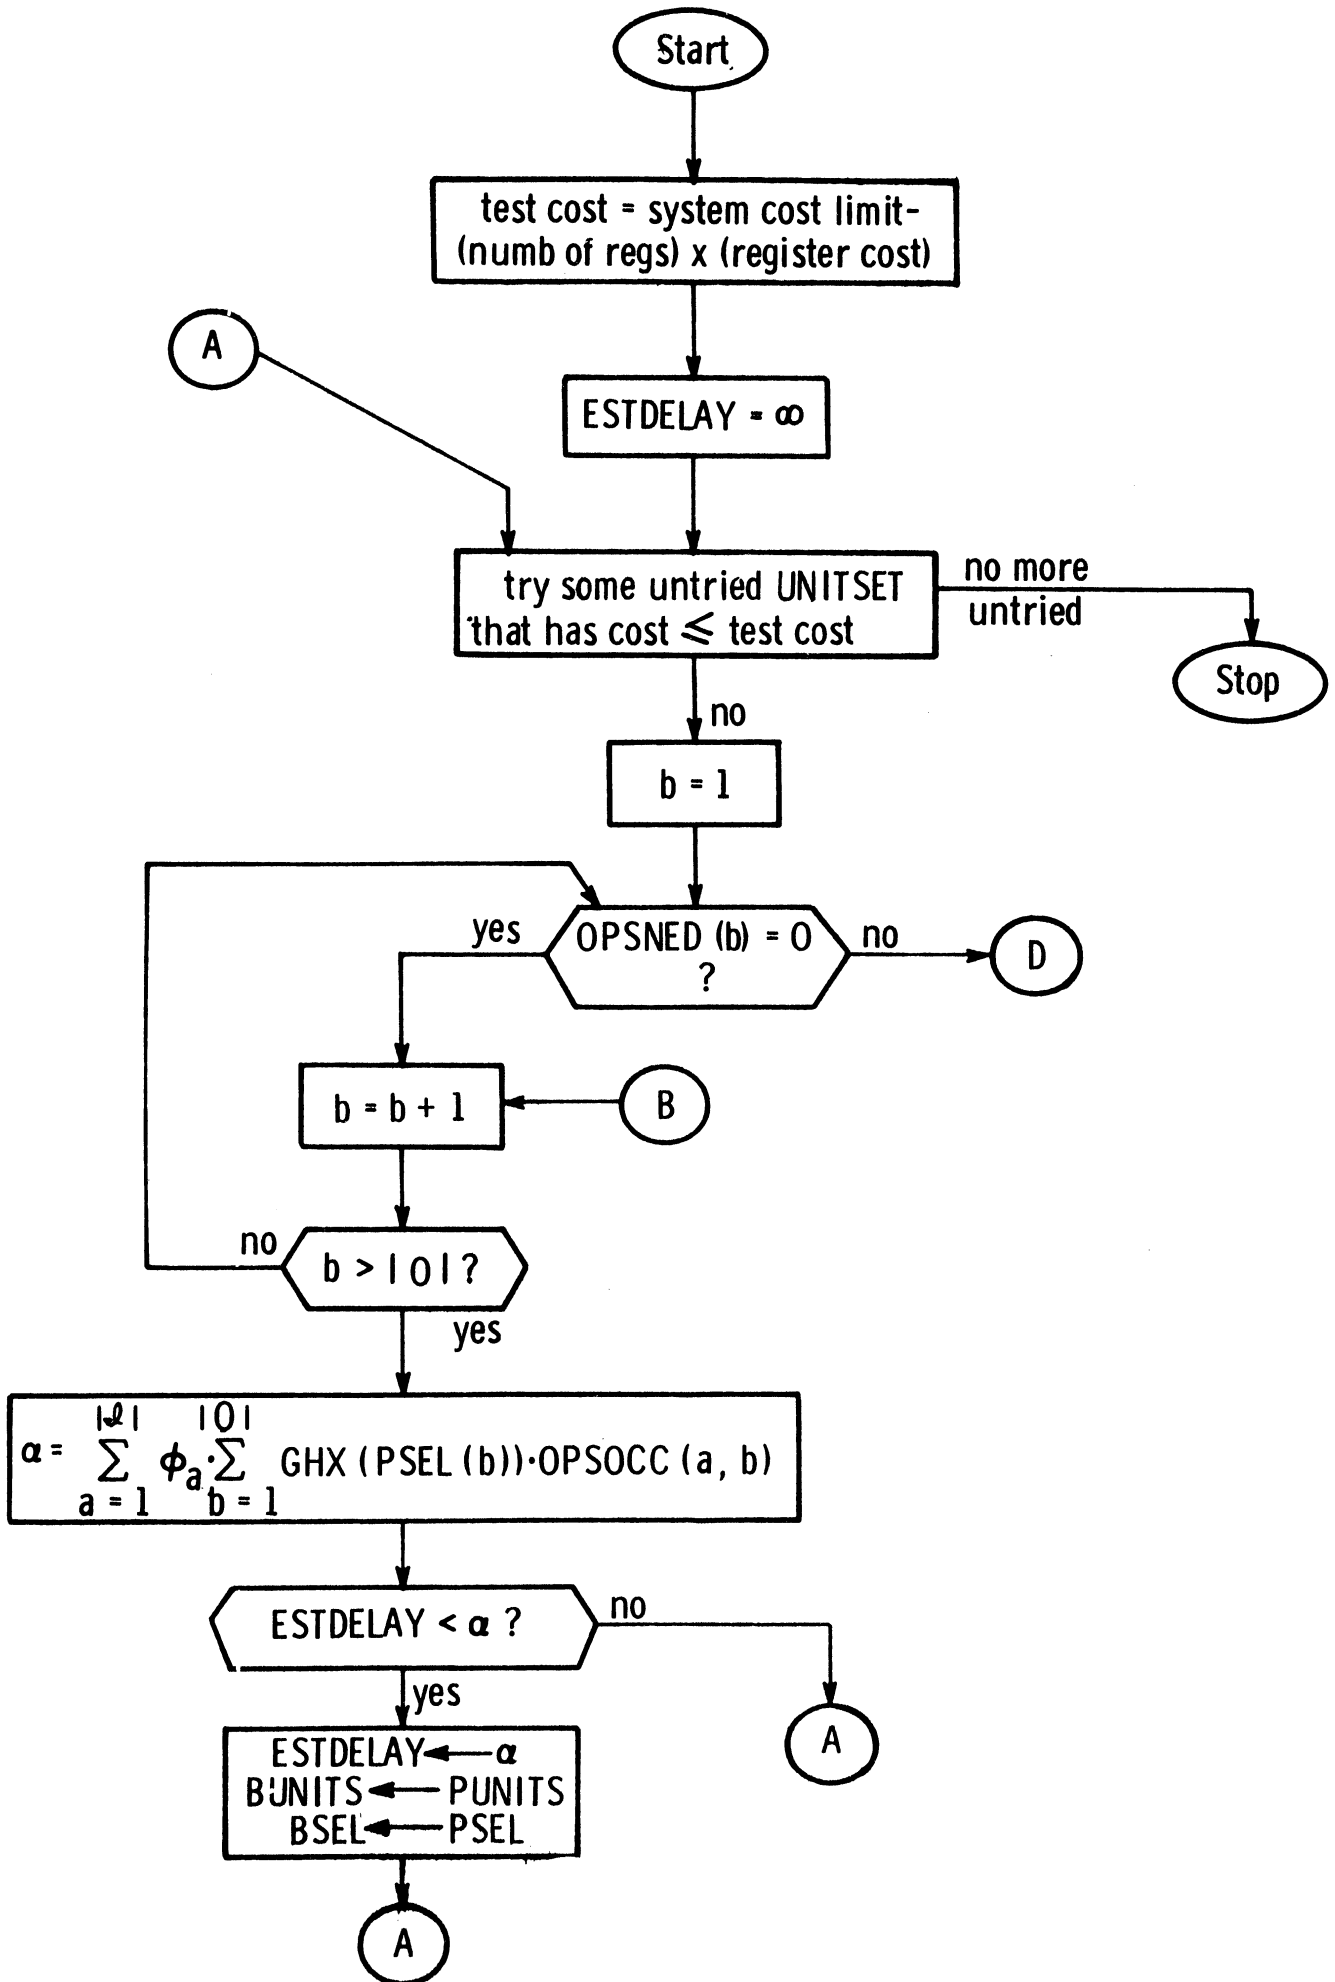 Start
test cost = system cost limit-
(numb of regs) x (register cost)
A
ESTDELAY = ∞
try some untried UNITSET
that has cost ⩽ test cost
no more
untried
Stop
no
b = 1
yes
OPSNED (b) = 0
?
no
D
b = b + 1
B
no
b > |O| ?
yes
|ℐ| |O|
α = ∑ ϕa · ∑ GHX (PSEL (b)) · OPSOCC (a, b)
a = 1 b = 1
ESTDELAY < α ?
no
yes
ESTDELAY ← α
BUNITS ← PUNITS
BSEL ← PSEL
A
A